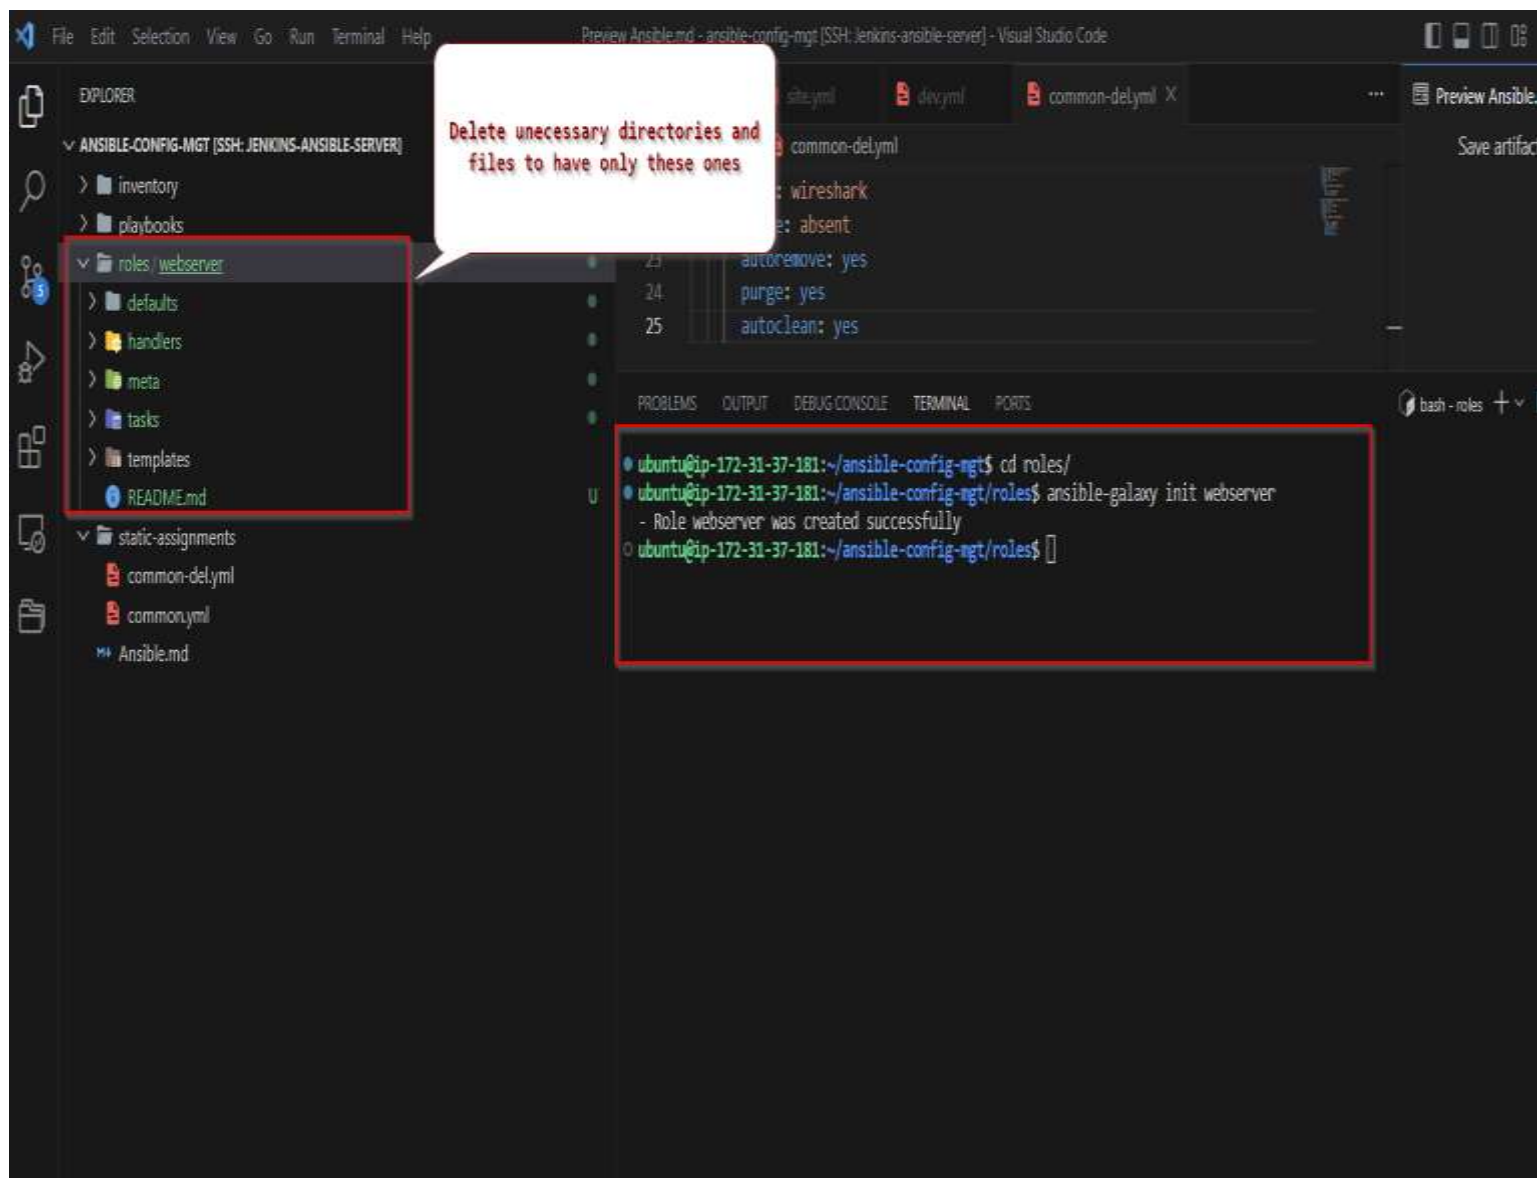 File Edit Selection View Go Run Terminal Help
Preview Ansible.md - ansible-config-mgt [SSH: Jenkins-ansible-server] - Visual Studio Code
EXPLORER
ANSIBLE-CONFIG-MGT [SSH: JENKINS-ANSIBLE-SERVER]
inventory
playbooks
roles/webserver
defaults
handlers
meta
tasks
templates
README.md U
static-assignments
common-del.yml
common.yml
Ansible.md
5
Delete unecessary directories and
files to have only these ones
site.yml dev.yml common-del.yml ... Preview Ansible.
common-del.yml
Save artifac
: wireshark
e: absent
23 autoremove: yes
24 purge: yes
25 autoclean: yes
PROBLEMS OUTPUT DEBUG CONSOLE TERMINAL PORTS bash - roles
ubuntu@ip-172-31-37-181:~/ansible-config-mgt$ cd roles/
ubuntu@ip-172-31-37-181:~/ansible-config-mgt/roles$ ansible-galaxy init webserver
- Role webserver was created successfully
ubuntu@ip-172-31-37-181:~/ansible-config-mgt/roles$